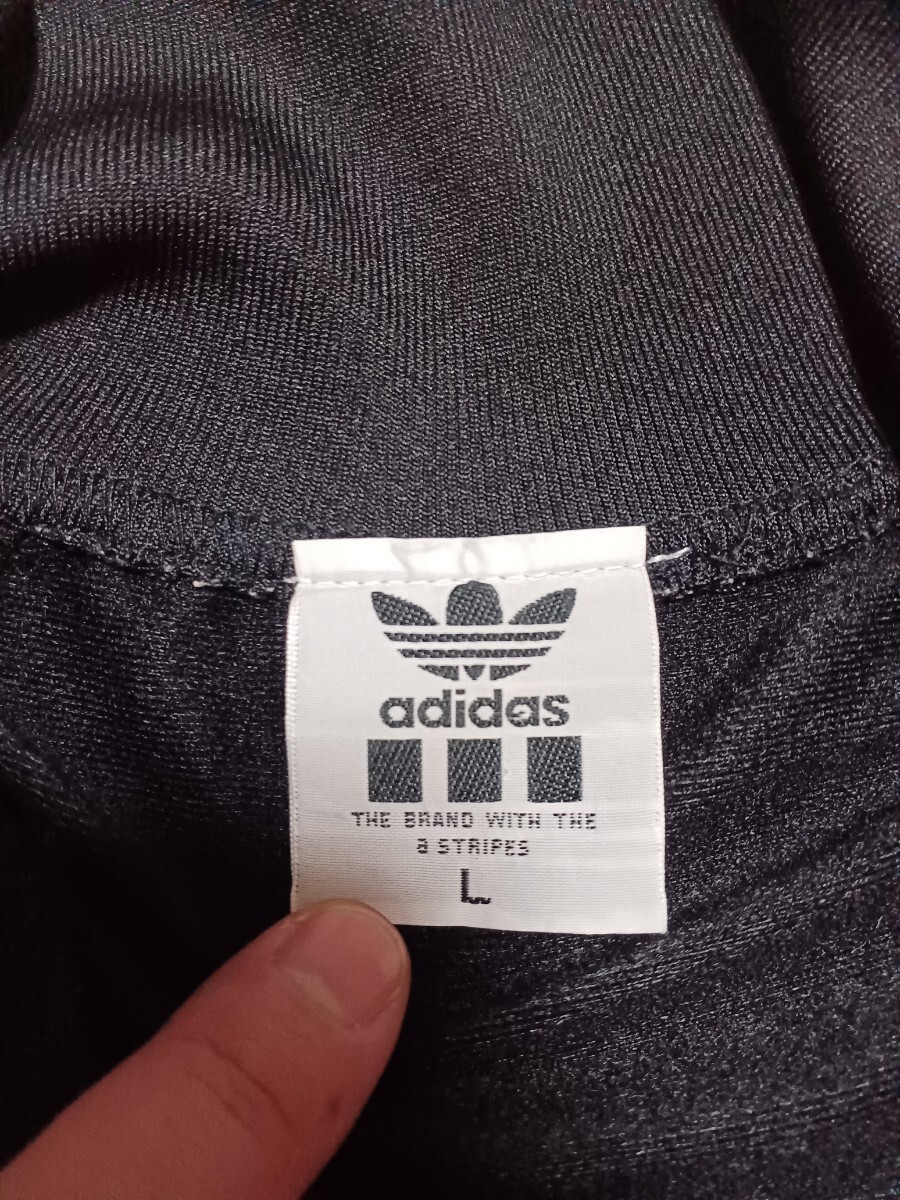 adidas
THE BRAND WITH THE
3 STRIPES
L